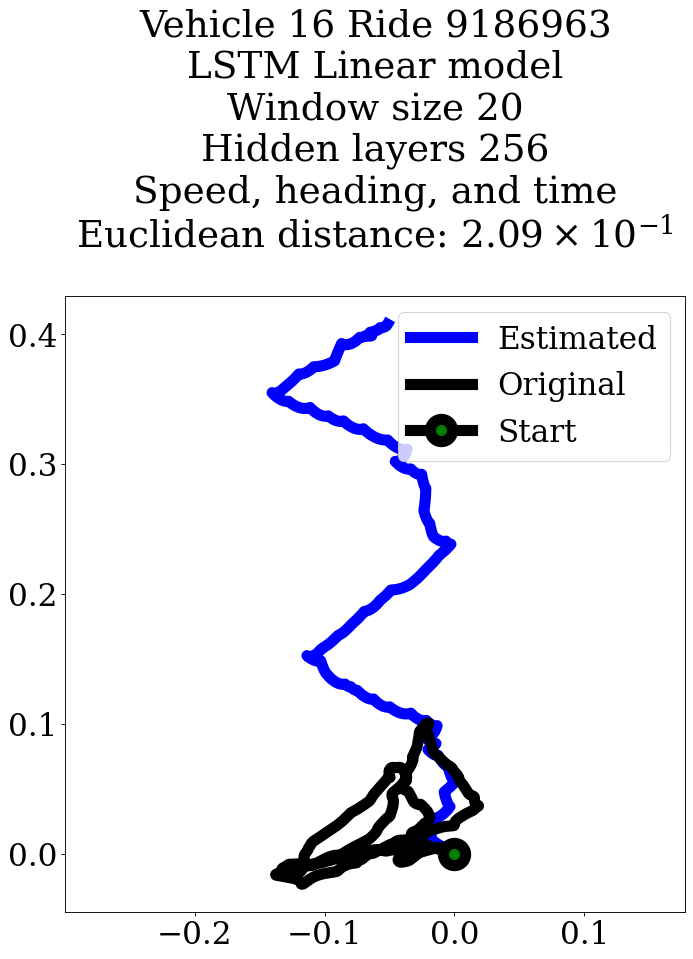 Vehicle 16 Ride 9186963
LSTM Linear model
Window size 20
Hidden layers 256
Speed, heading, and time
Euclidean distance: 2.09 × 10⁻¹
Estimated
Original
Start
0.4
0.3
0.2
0.1
0.0
−0.2
−0.1
0.0
0.1